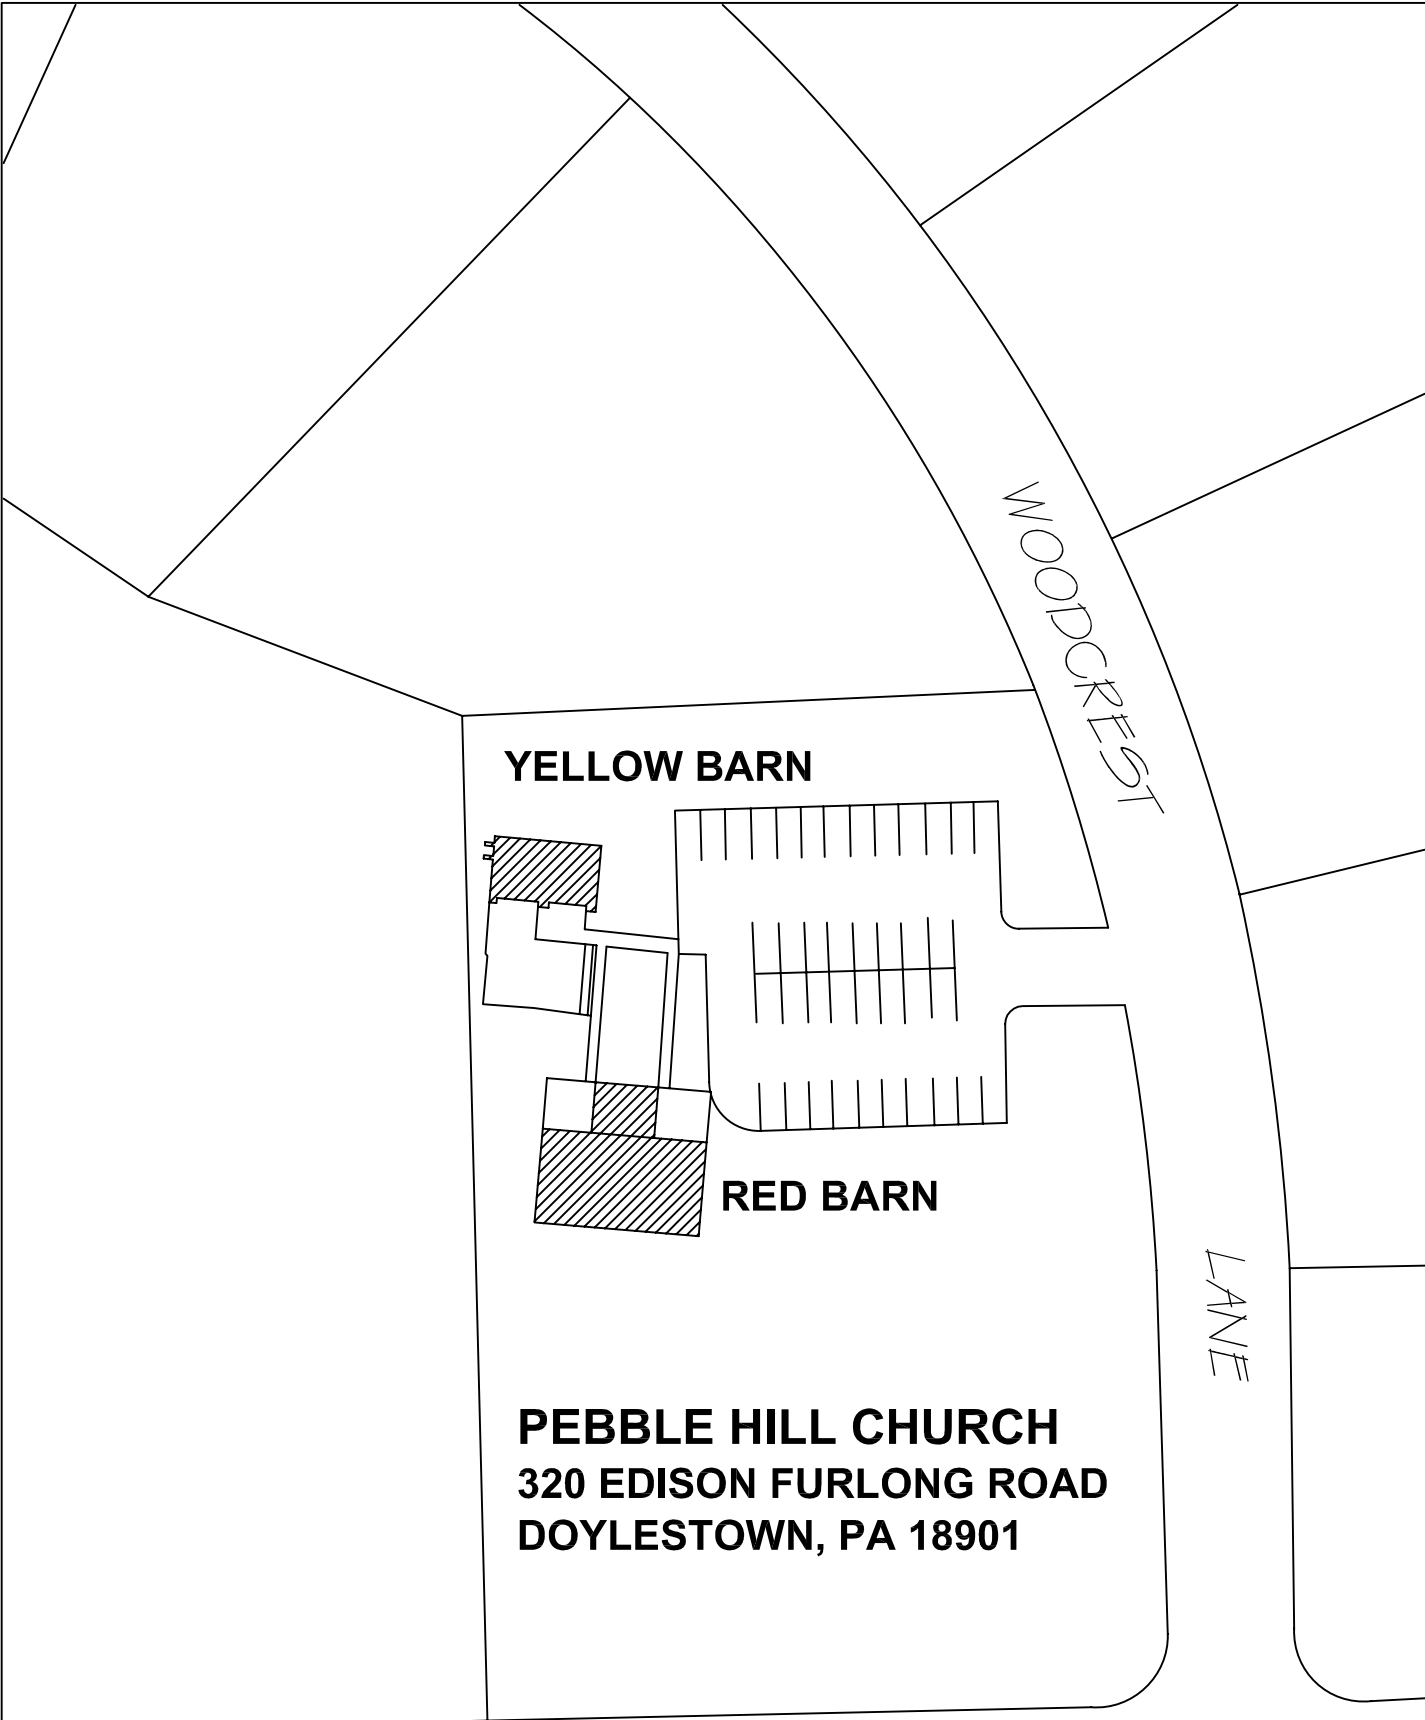 WOODCREST
YELLOW BARN
RED BARN
LANE
PEBBLE HILL CHURCH
320 EDISON FURLONG ROAD
DOYLESTOWN, PA 18901